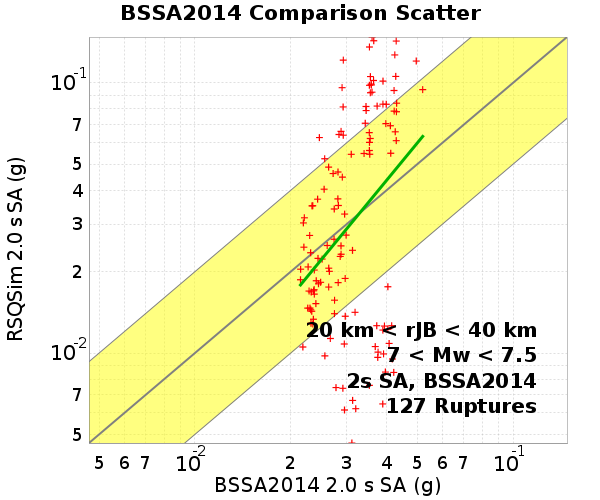 BSSA2014 Comparison Scatter
RSQSim 2.0 s SA (g)
10-1
7
5
4
3
2
10-2
7
5
20 km < rJB < 40 km
7 < Mw < 7.5
2s SA, BSSA2014
127 Ruptures
5 6 7 10-2 2 3 4 5 6 7 10-1
BSSA2014 2.0 s SA (g)